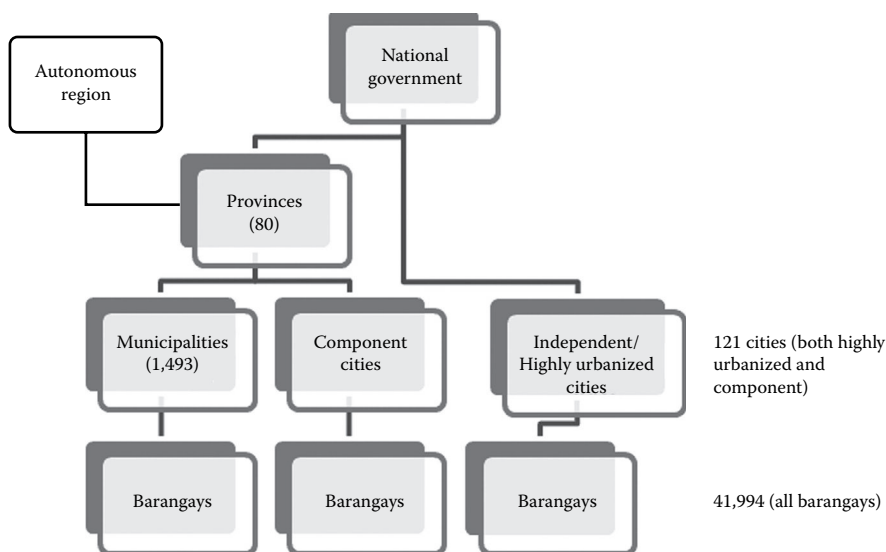 National
government
Autonomous
region
Provinces
(80)
Municipalities
(1,493)
Component
cities
Independent/
Highly urbanized
cities
121 cities (both highly
urbanized and
component)
Barangays
Barangays
Barangays
41,994 (all barangays)